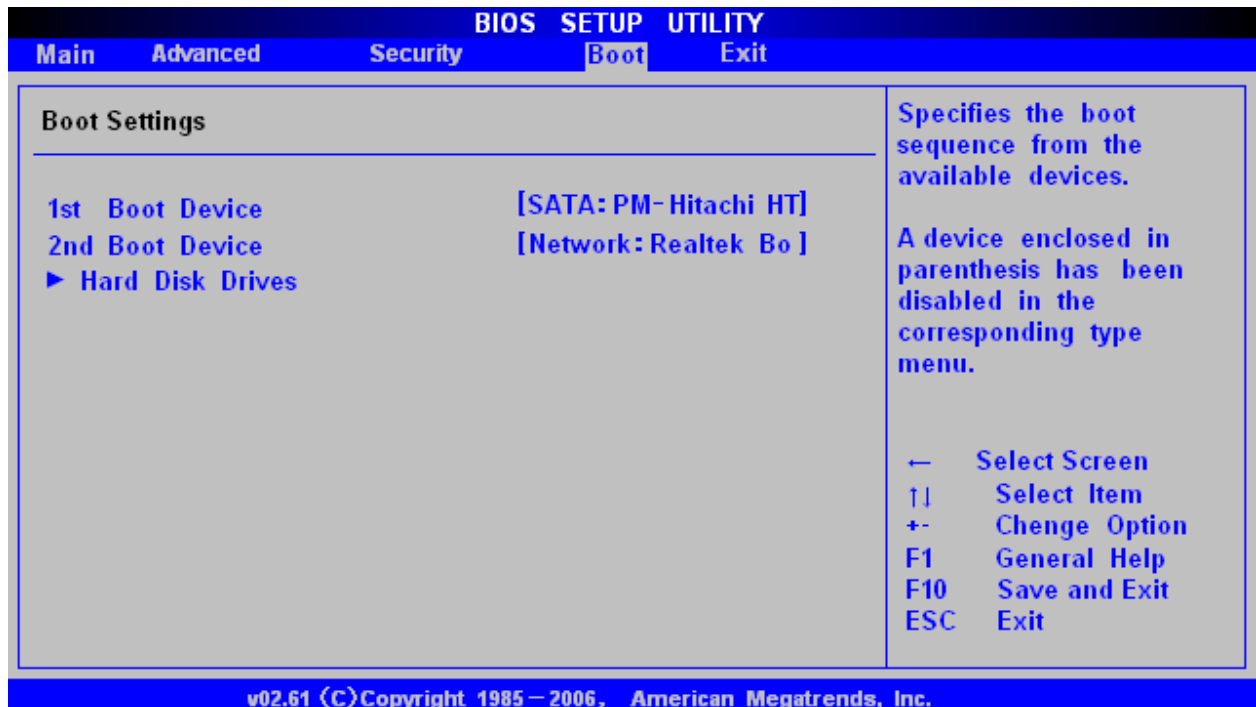 BIOS SETUP UTILITY
Main Advanced Security Boot Exit
Boot Settings
1st Boot Device [SATA:PM-Hitachi HT]
2nd Boot Device [Network:Realtek Bo]
► Hard Disk Drives
Specifies the boot
sequence from the
available devices.
A device enclosed in
parenthesis has been
disabled in the
corresponding type
menu.
← Select Screen
↑↓ Select Item
+- Chenge Option
F1 General Help
F10 Save and Exit
ESC Exit
v02.61 (C)Copyright 1985-2006, American Megatrends, Inc.